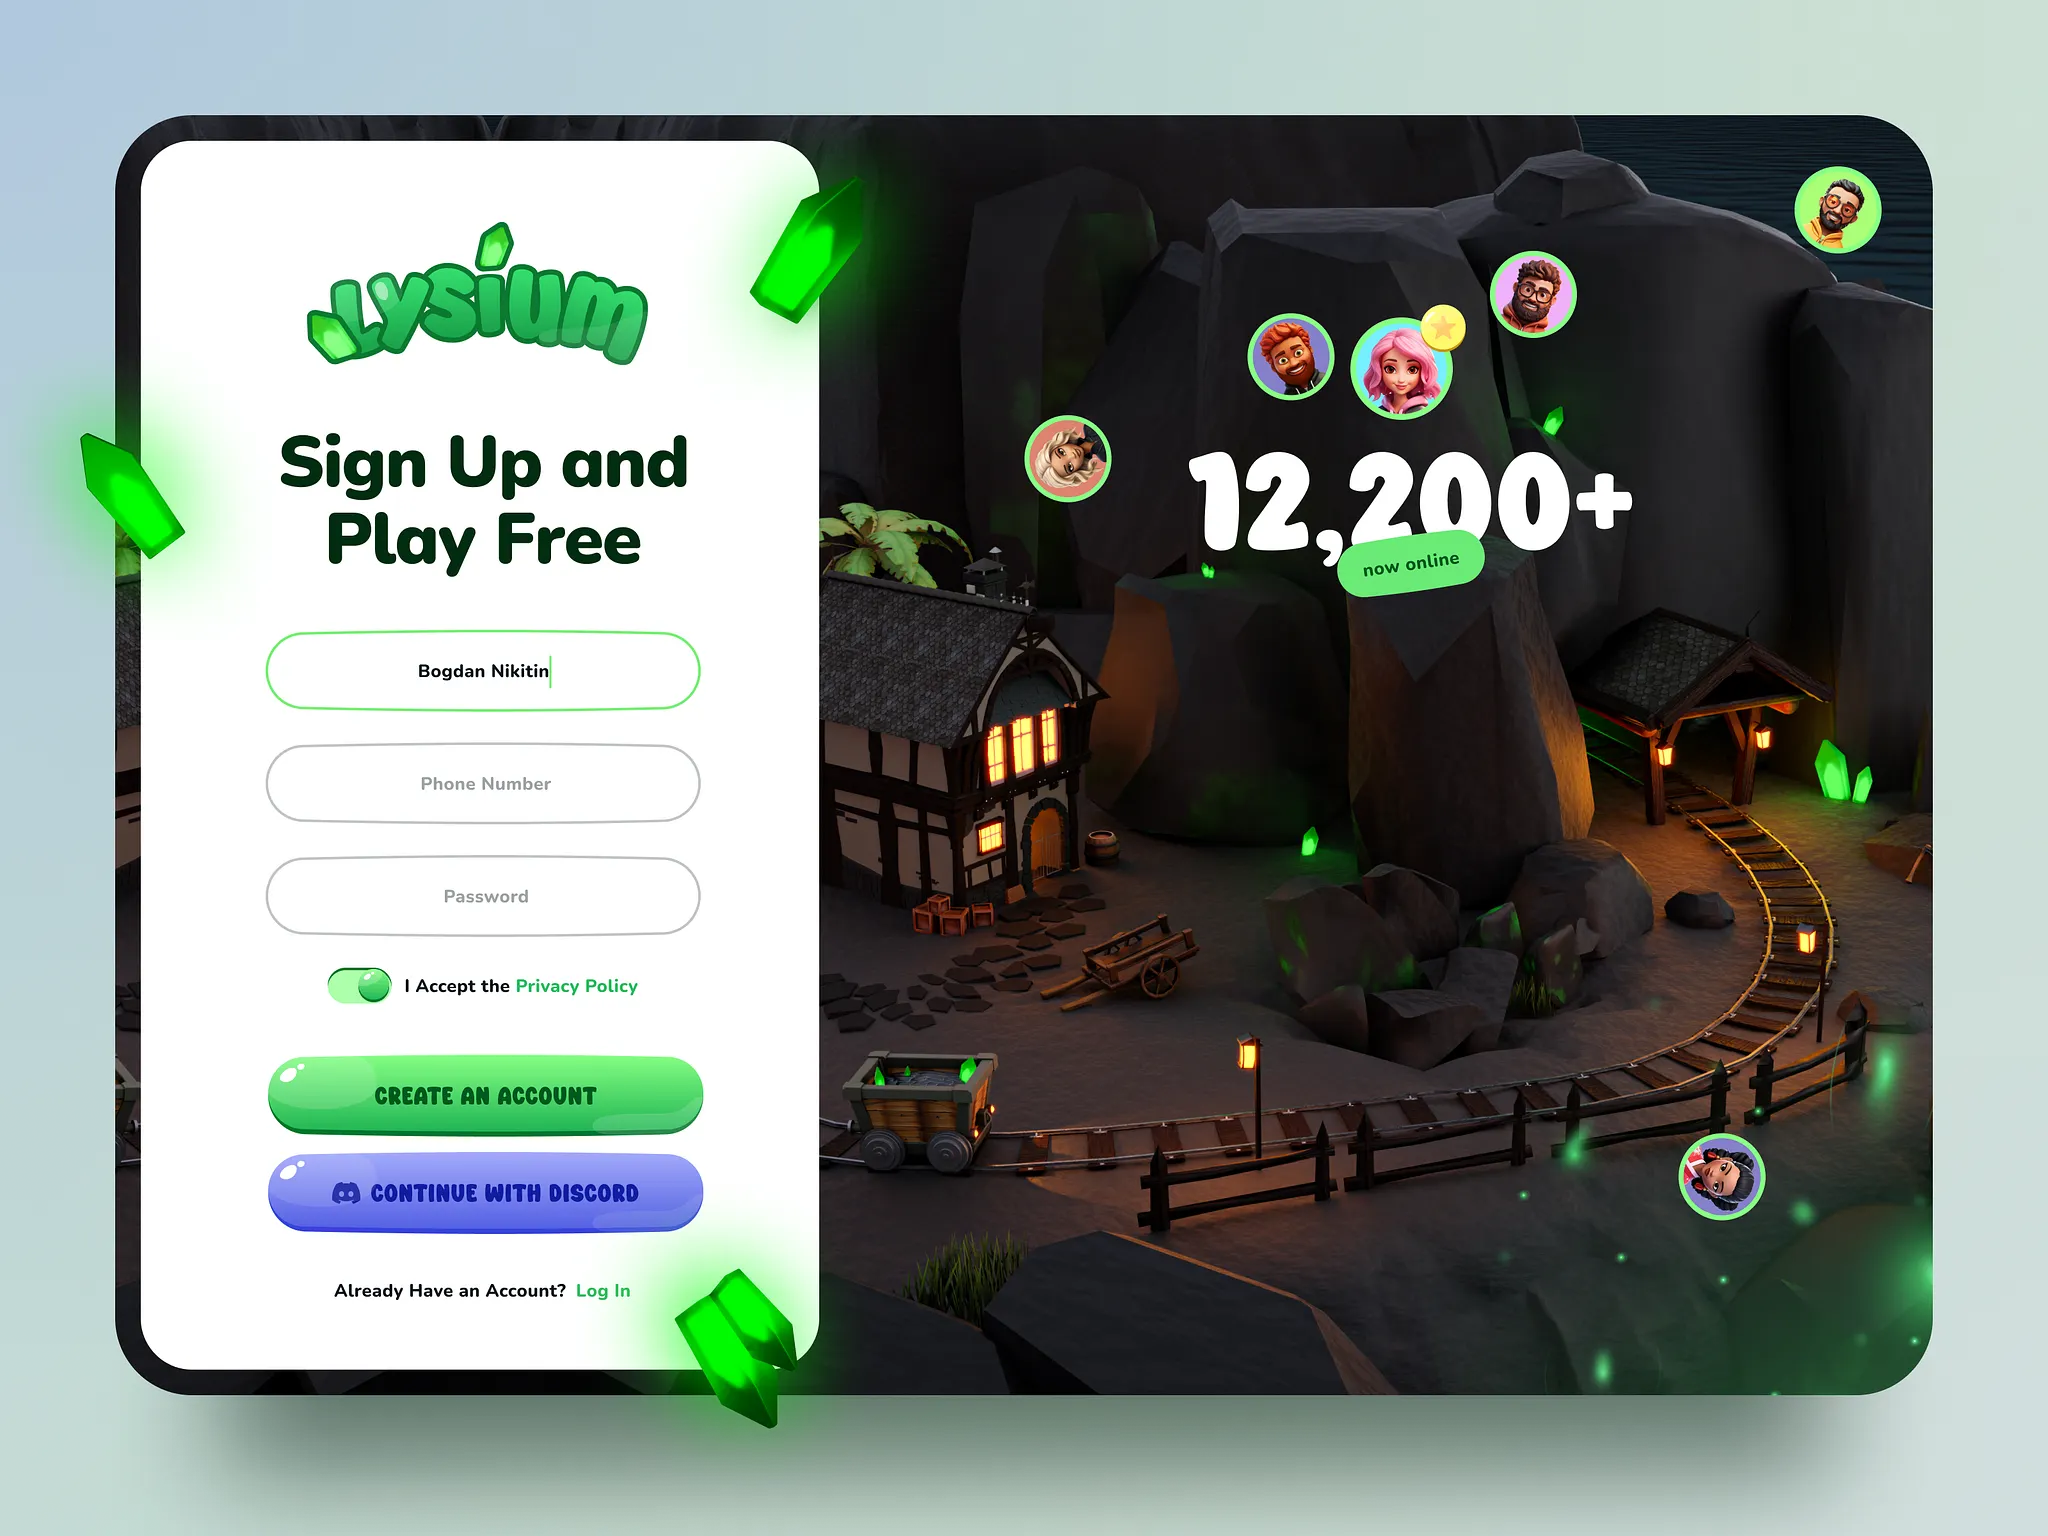 Lysium
Sign Up and
Play Free
Bogdan Nikitin
Phone Number
Password
I Accept the Privacy Policy
CREATE AN ACCOUNT
CONTINUE WITH DISCORD
Already Have an Account? Log In
12,200+
now online